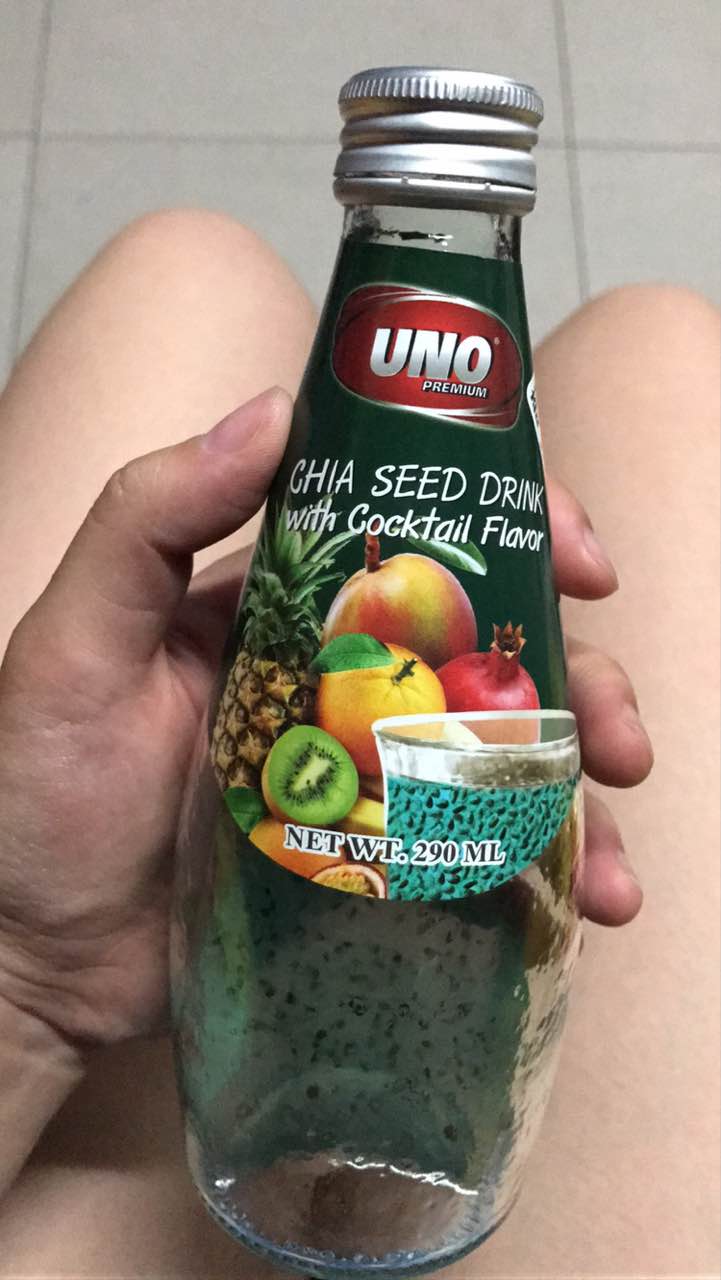 UNO®
PREMIUM
CHIA SEED DRINK
with Cocktail Flavor
NET WT. 290 ML